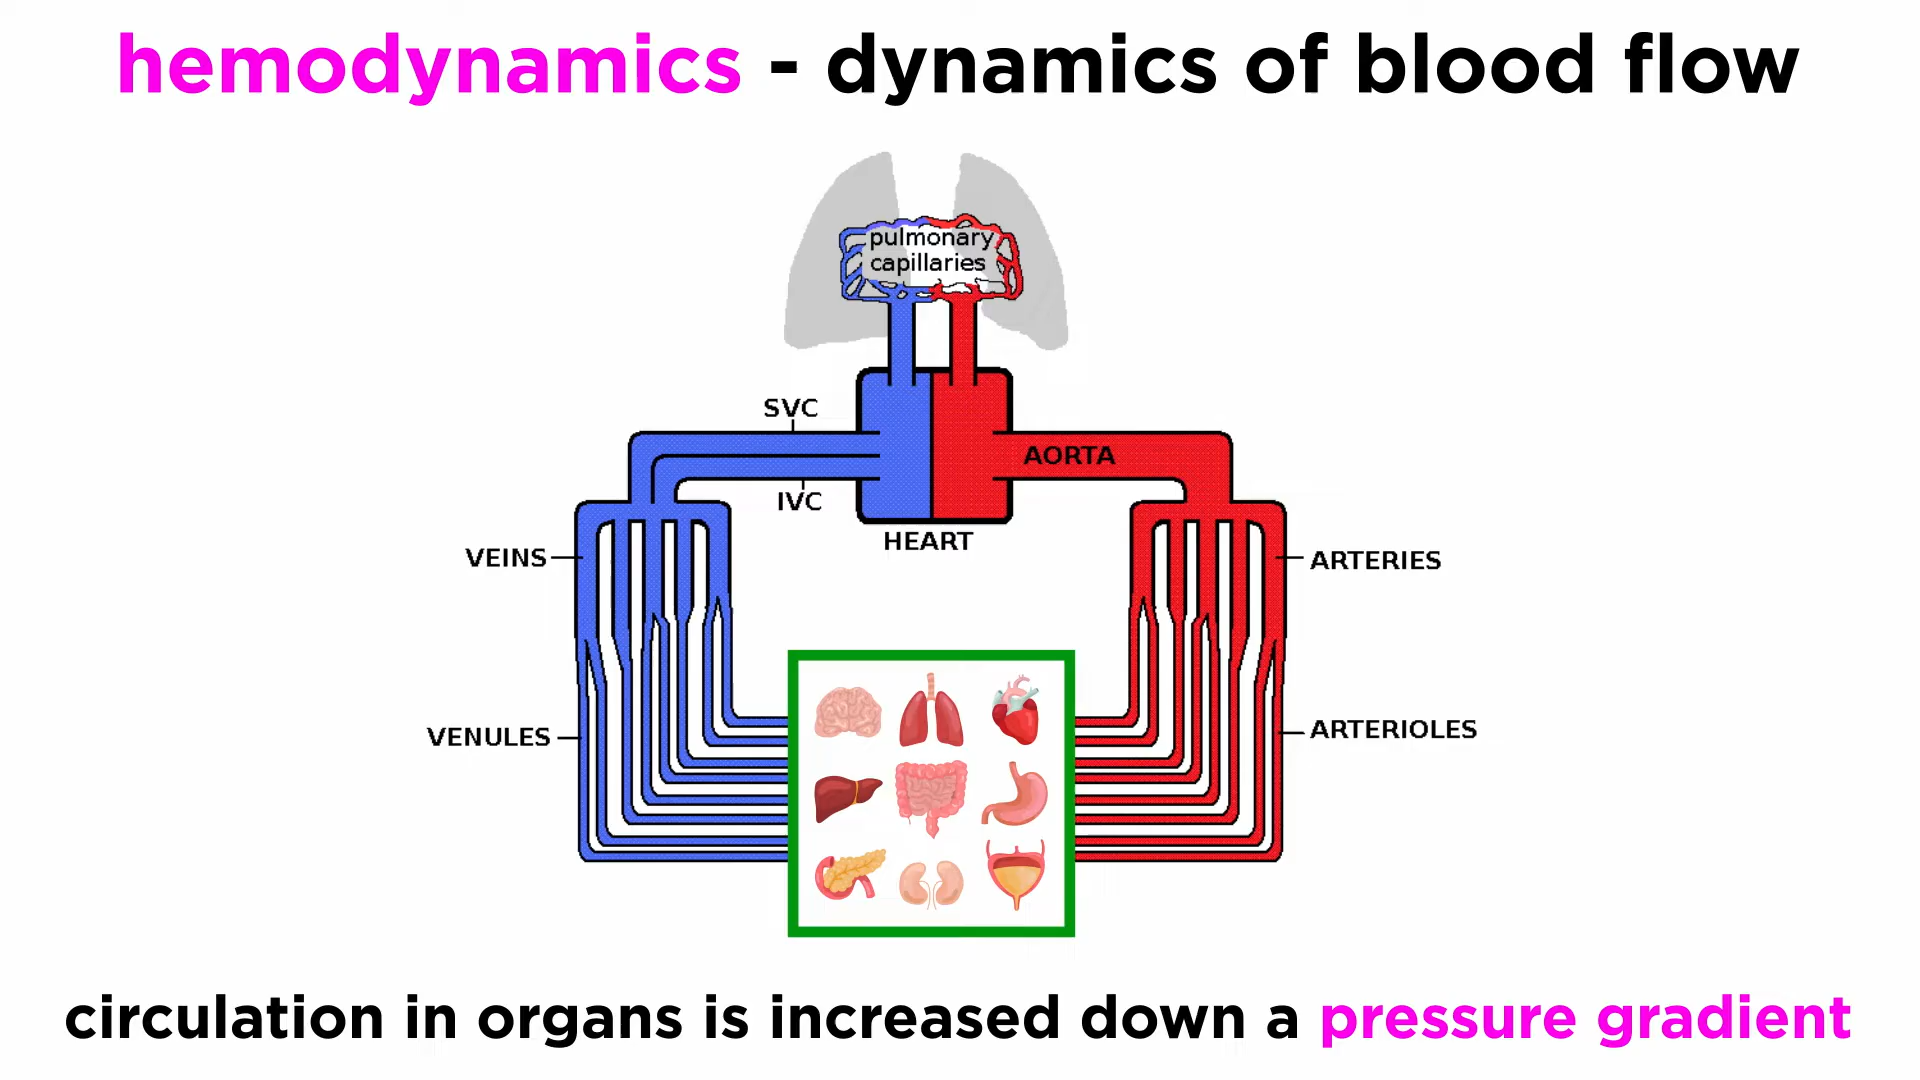 hemodynamics - dynamics of blood flow
pulmonary
capillaries
SVC
AORTA
IVC
HEART
VEINS
ARTERIES
VENULES
ARTERIOLES
circulation in organs is increased down a pressure gradient